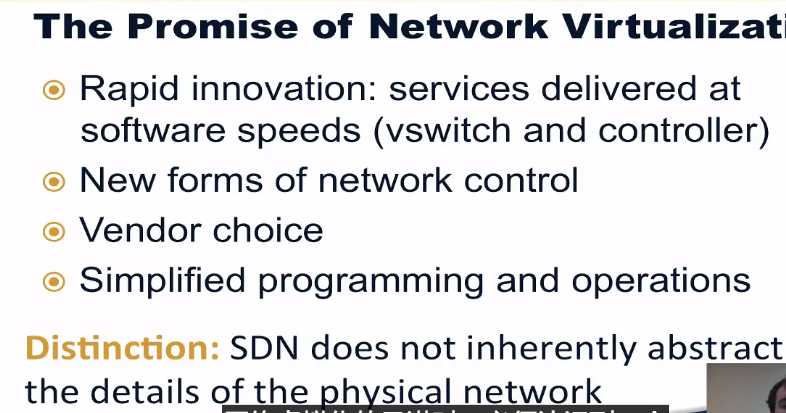 The Promise of Network Virtualizati
Rapid innovation: services delivered at
software speeds (vswitch and controller)
New forms of network control
Vendor choice
Simplified programming and operations
Distinction: SDN does not inherently abstract
the details of the physical network